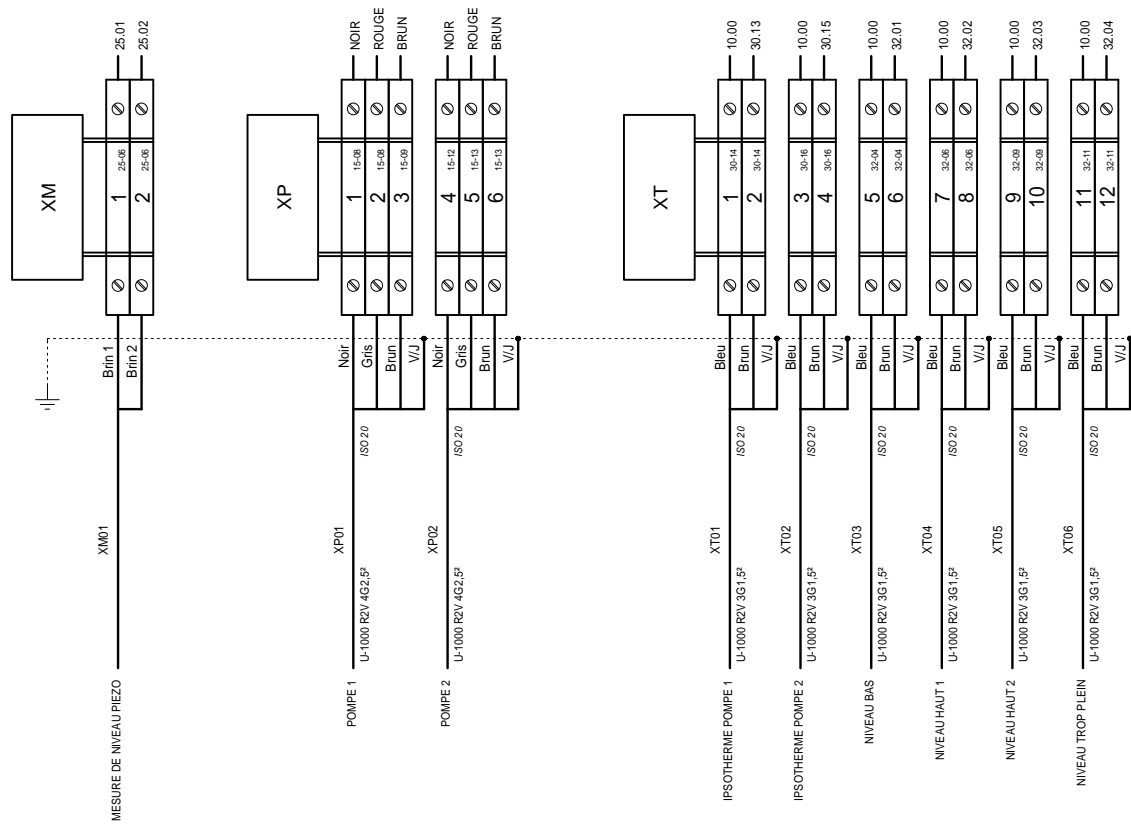 XM
25.01
25.02
1 25-06
2 25-06
Brin 1
Brin 2
XM01
MESURE DE NIVEAU PIEZO
XP
NOIR
ROUGE
BRUN
NOIR
ROUGE
BRUN
1 15-08
2 15-08
3 15-09
4 15-12
5 15-13
6 15-13
Noir
Gris
Brun
V/J
Noir
Gris
Brun
V/J
ISO 20
ISO 20
XP01
U-1000 R2V 4G2,5²
POMPE 1
XP02
U-1000 R2V 4G2,5²
POMPE 2
XT
10.00
30.13
10.00
30.15
10.00
32.01
10.00
32.02
10.00
32.03
10.00
32.04
1 30-14
2 30-14
3 30-16
4 30-16
5 32-04
6 32-04
7 32-06
8 32-06
9 32-09
10 32-09
11 32-11
12 32-11
Bleu
Brun
V/J
Bleu
Brun
V/J
Bleu
Brun
V/J
Bleu
Brun
V/J
Bleu
Brun
V/J
Bleu
Brun
V/J
ISO 20
ISO 20
ISO 20
ISO 20
ISO 20
ISO 20
XT01
U-1000 R2V 3G1,5²
IPSOTHERME POMPE 1
XT02
U-1000 R2V 3G1,5²
IPSOTHERME POMPE 2
XT03
U-1000 R2V 3G1,5²
NIVEAU BAS
XT04
U-1000 R2V 3G1,5²
NIVEAU HAUT 1
XT05
U-1000 R2V 3G1,5²
NIVEAU HAUT 2
XT06
U-1000 R2V 3G1,5²
NIVEAU TROP PLEIN